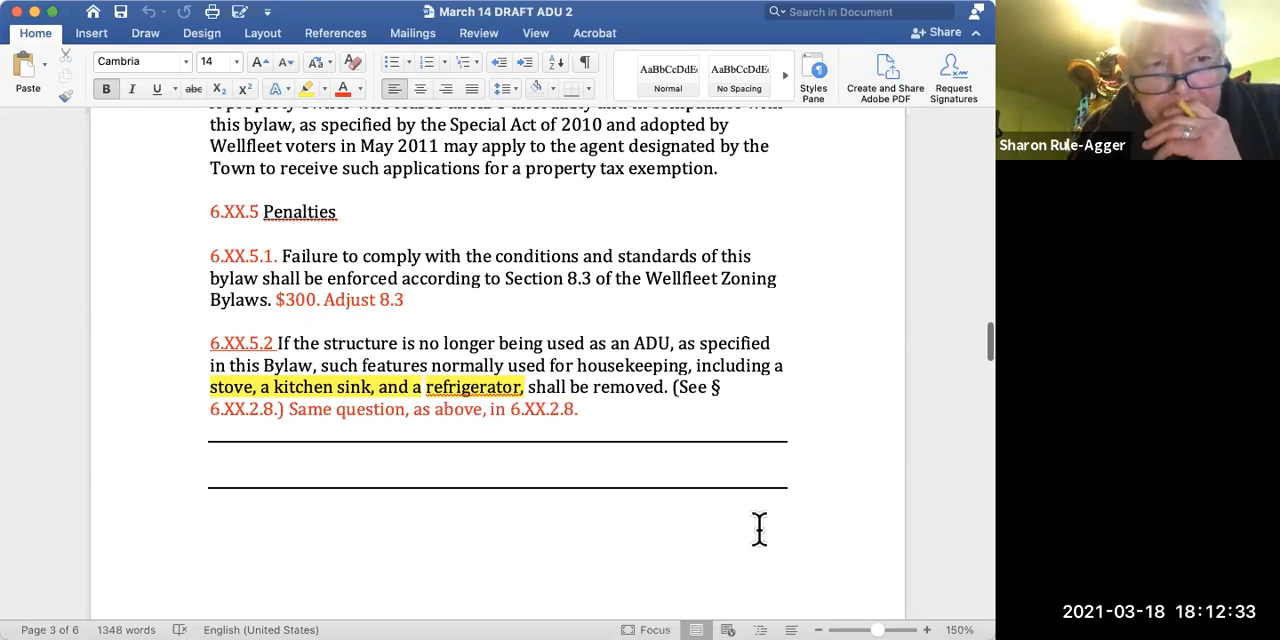 March 14 DRAFT ADU 2
Search in Document
Home Insert Draw Design Layout References Mailings Review View Acrobat
Share
Paste
Cambria 14
AaBbCcDdE AaBbCcDdE
Normal No Spacing
Styles Pane
Create and Share Adobe PDF
Request Signatures
this bylaw, as specified by the Special Act of 2010 and adopted by
Wellfleet voters in May 2011 may apply to the agent designated by the
Town to receive such applications for a property tax exemption.
6.XX.5 Penalties
6.XX.5.1. Failure to comply with the conditions and standards of this
bylaw shall be enforced according to Section 8.3 of the Wellfleet Zoning
Bylaws. $300. Adjust 8.3
6.XX.5.2 If the structure is no longer being used as an ADU, as specified
in this Bylaw, such features normally used for housekeeping, including a
stove, a kitchen sink, and a refrigerator, shall be removed. (See §
6.XX.2.8.) Same question, as above, in 6.XX.2.8.
Page 3 of 6 1348 words English (United States) Focus 150%
Sharon Rule-Agger
2021-03-18 18:12:33